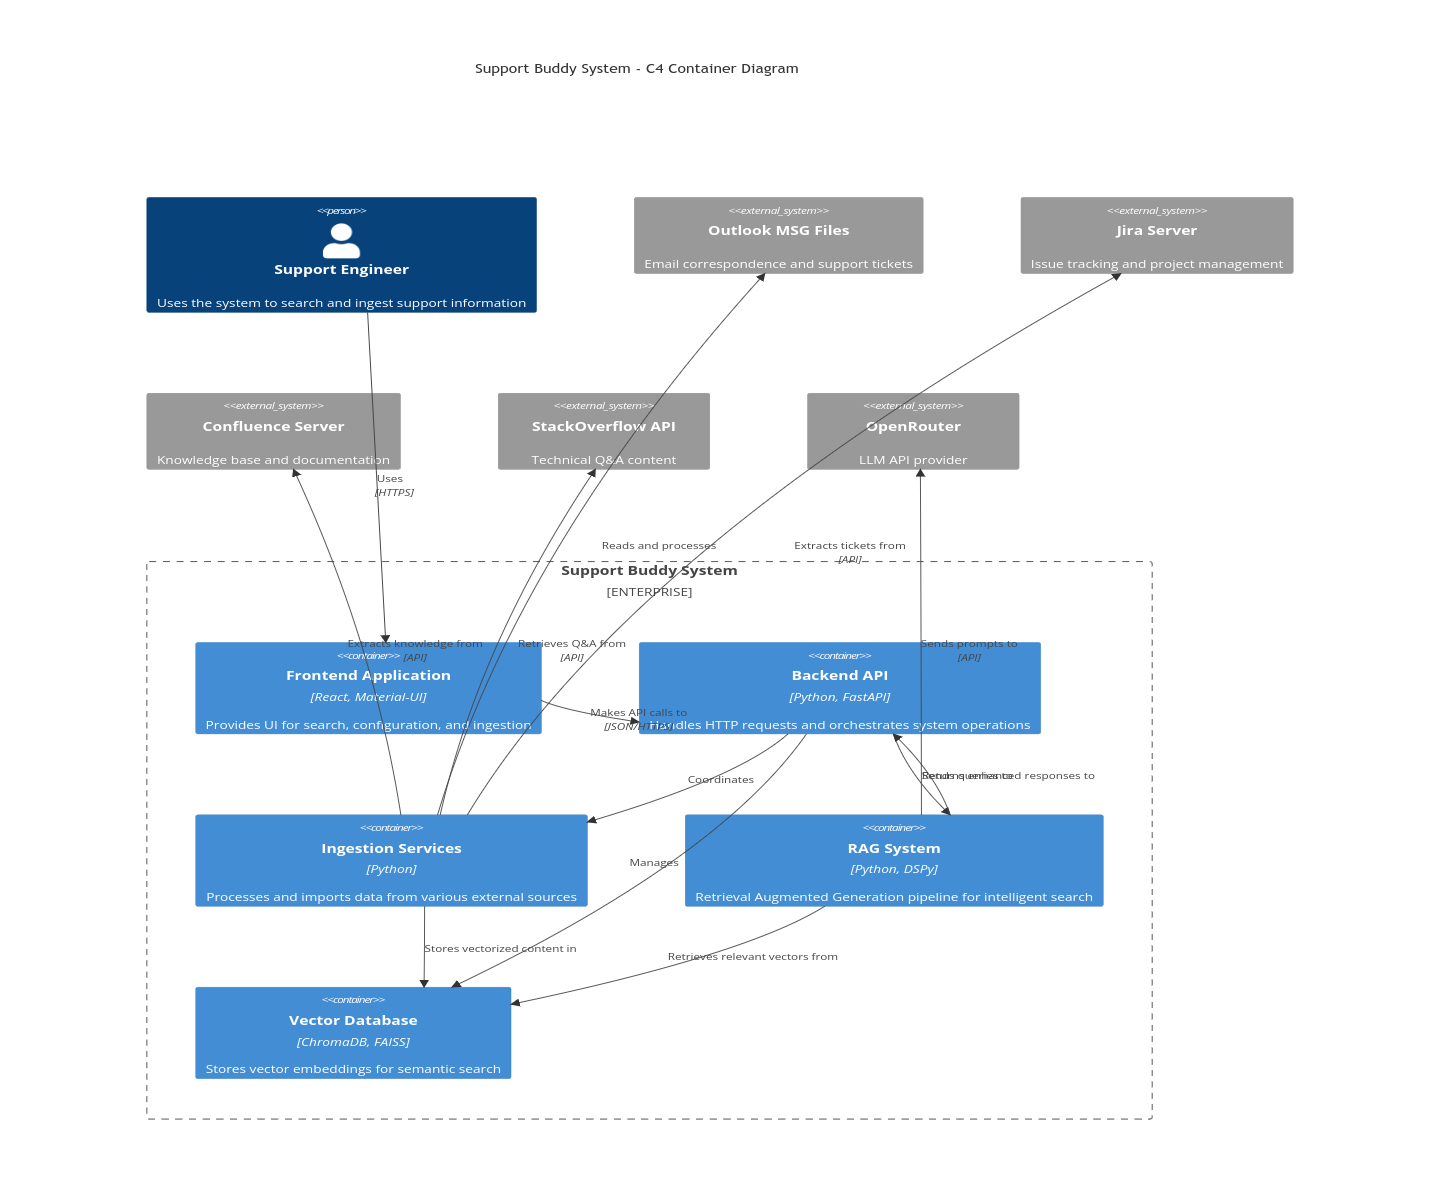 Support Buddy System - C4 Container Diagram
<<person>>
Support Engineer
Uses the system to search and ingest support information
<<external_system>>
Outlook MSG Files
Email correspondence and support tickets
<<external_system>>
Jira Server
Issue tracking and project management
<<external_system>>
Confluence Server
Knowledge base and documentation
<<external_system>>
StackOverflow API
Technical Q&A content
<<external_system>>
OpenRouter
LLM API provider
Uses
[HTTPS]
Reads and processes
Extracts tickets from
[API]
Support Buddy System
[ENTERPRISE]
Extracts knowledge from
[API]
Retrieves Q&A from
[API]
Sends prompts to
[API]
<<container>>
Frontend Application
[React, Material-UI]
Provides UI for search, configuration, and ingestion
Makes API calls to
[JSON/HTTPS]
<<container>>
Backend API
[Python, FastAPI]
Handles HTTP requests and orchestrates system operations
Coordinates
Sends queries to
Returns enhanced responses to
<<container>>
Ingestion Services
[Python]
Processes and imports data from various external sources
Manages
<<container>>
RAG System
[Python, DSPy]
Retrieval Augmented Generation pipeline for intelligent search
Stores vectorized content in
Retrieves relevant vectors from
<<container>>
Vector Database
[ChromaDB, FAISS]
Stores vector embeddings for semantic search